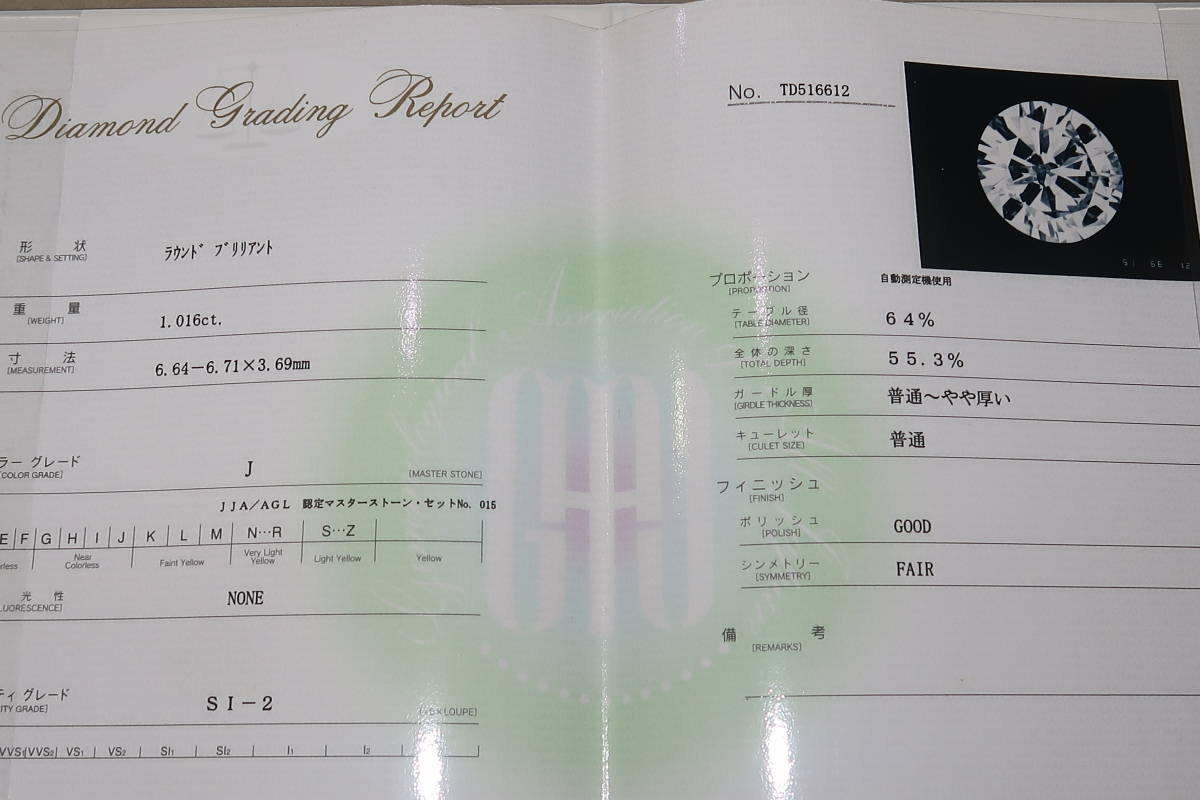 Diamond Grading Report
形 状
[SHAPE & SETTING]
ﾗｳﾝﾄﾞ ﾌﾞﾘﾘｱﾝﾄ
重 量
[WEIGHT]
1.016ct.
寸 法
[MEASUREMENT]
6.64－6.71×3.69mm
ラー グレード
COLOR GRADE]
J
[MASTER STONE]
JJA／AGL 認定マスターストーン・セットNo. 015
E F G H I J K L M N…R S…Z
rless
Near Colorless
Faint Yellow
Very Light Yellow
Light Yellow
Yellow
光 性
LUORESCENCE]
NONE
ティ グレード
ITY GRADE]
SI－2
×LOUPE]
VVS1 VVS2 VS1 VS2 SI1 SI2 I1 I2
No. TD516612
プロポーション
[PROPORTION]
自動測定機使用
テーブル 径
[TABLE DIAMETER]
64％
全体の深さ
[TOTAL DEPTH]
55.3％
ガードル厚
[GIRDLE THICKNESS]
普通～やや厚い
キューレット
[CULET SIZE]
普通
フィニッシュ
[FINISH]
ポリッシュ
[POLISH]
GOOD
シンメトリー
[SYMMETRY]
FAIR
備 考
[REMARKS]